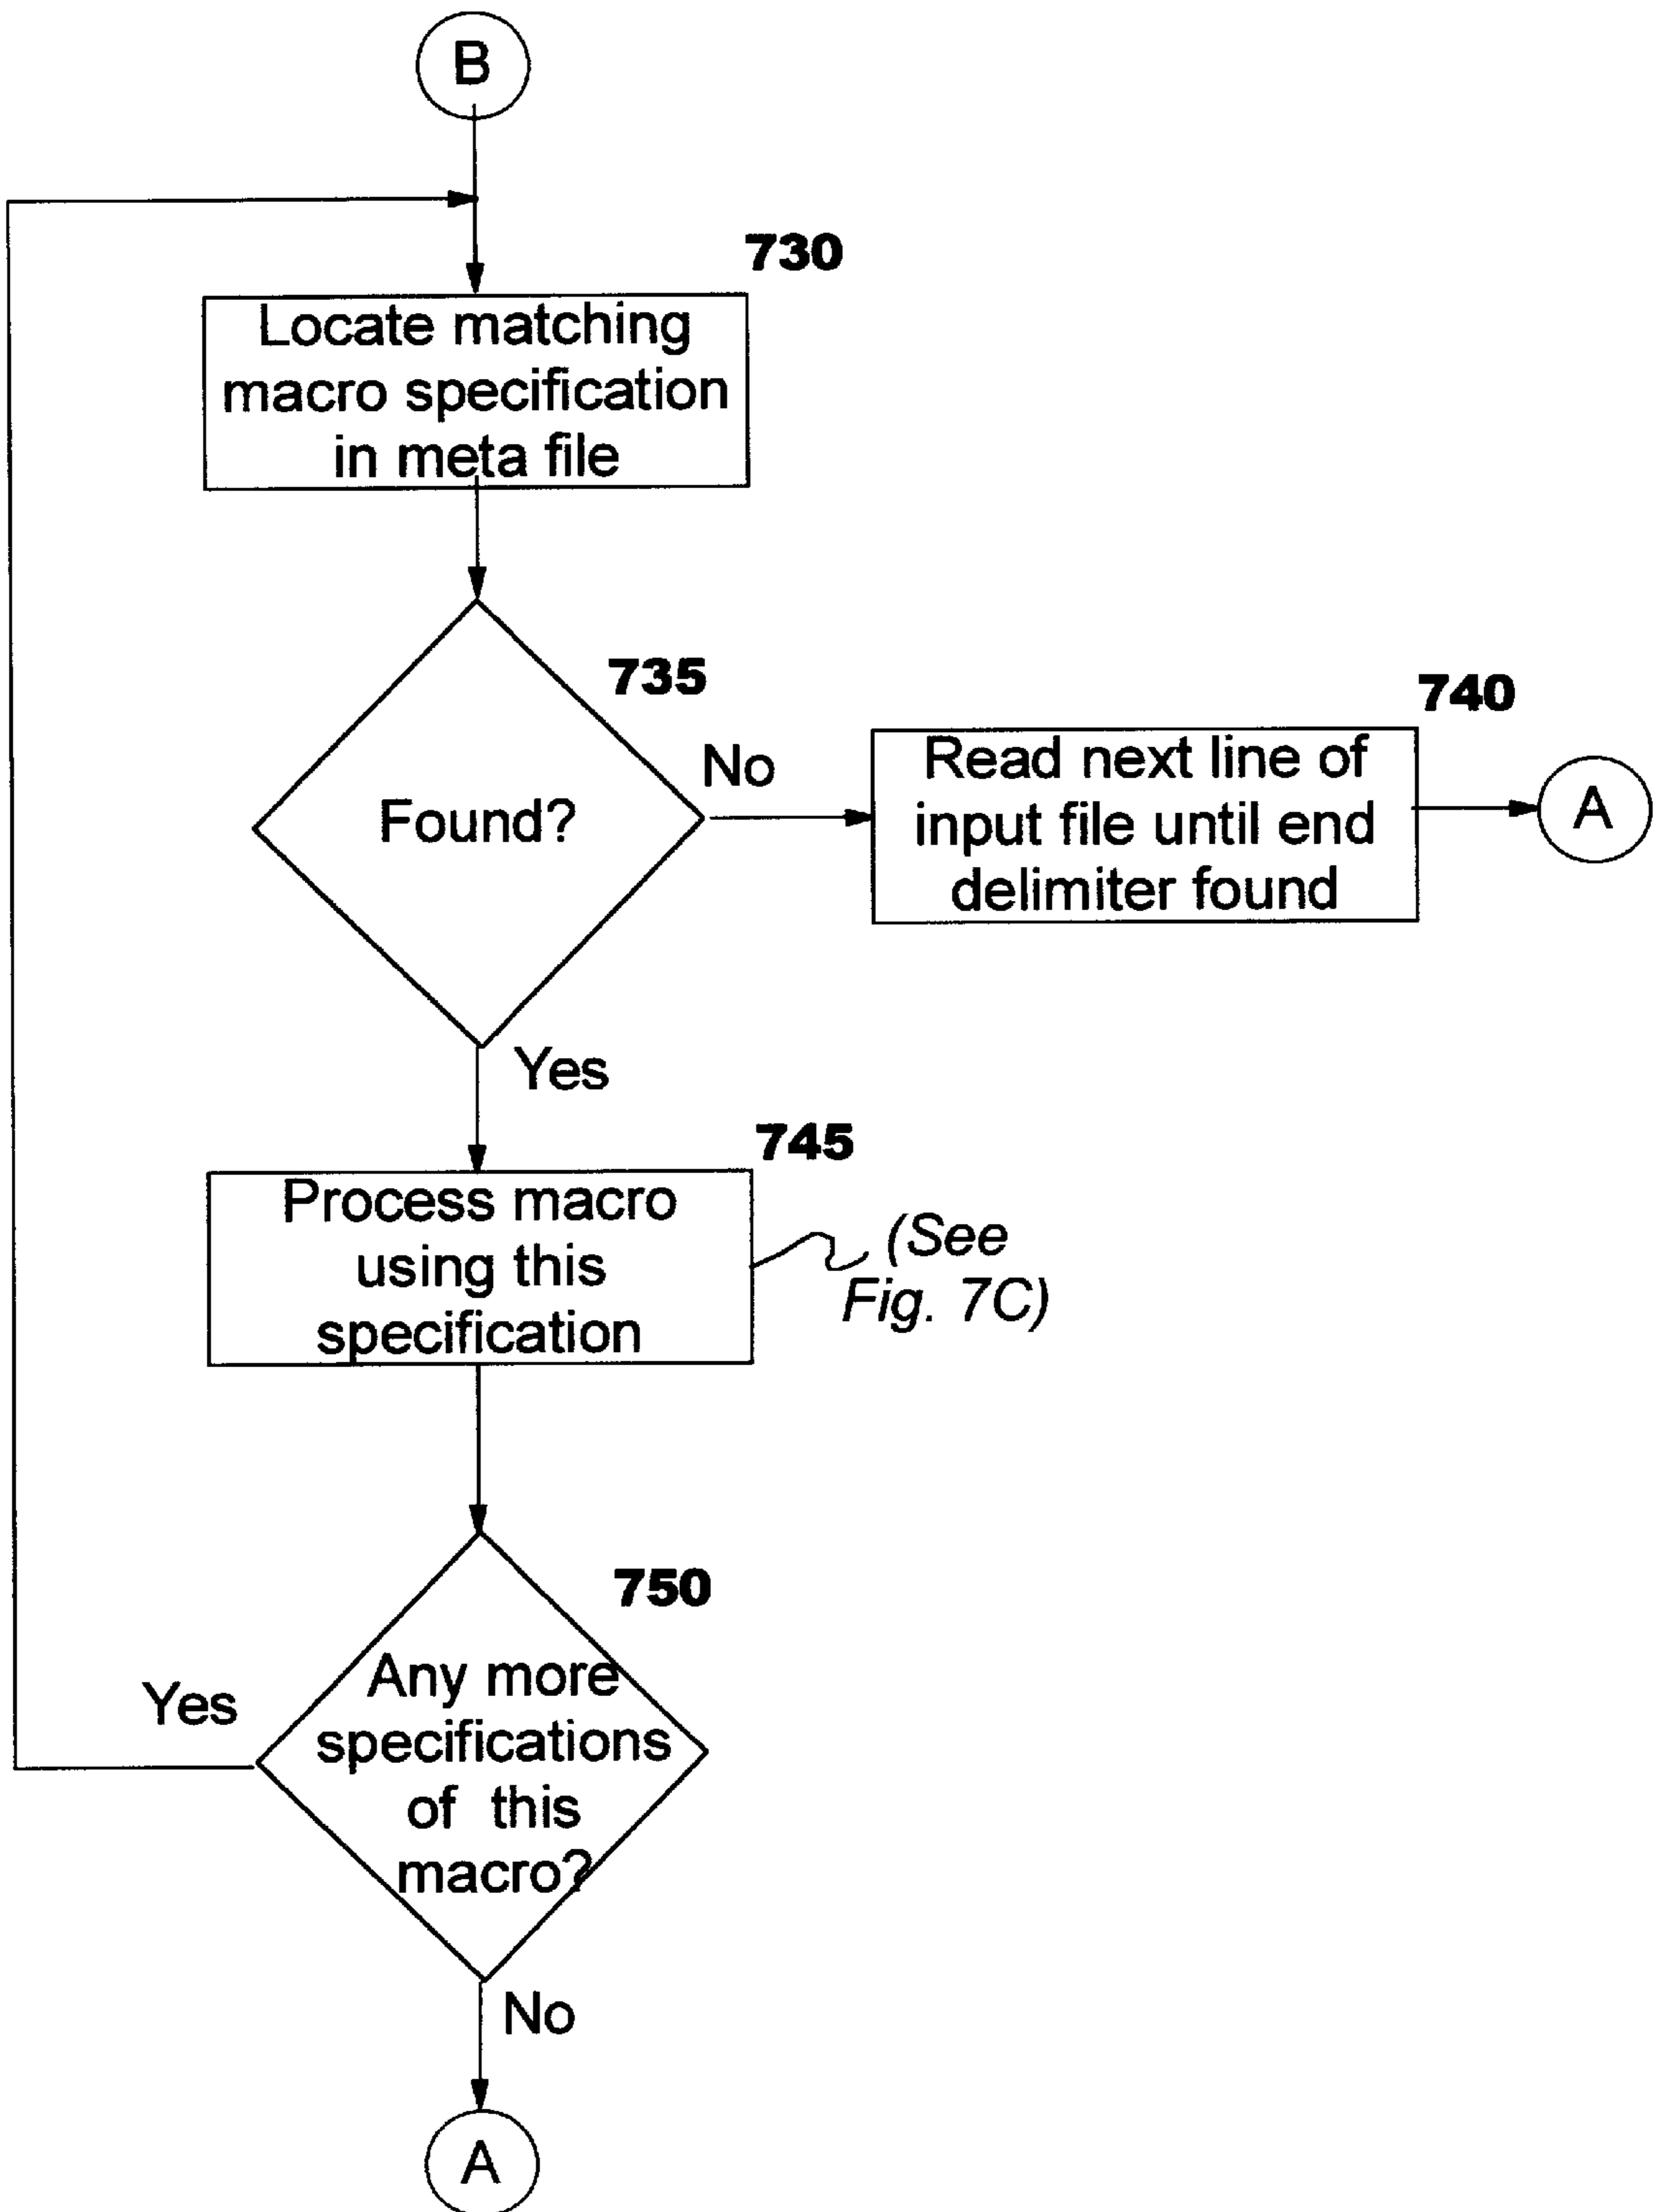 B
730
Locate matching
macro specification
in meta file
735
Found?
No
740
Read next line of
input file until end
delimiter found
A
Yes
745
Process macro
using this
specification
(See
Fig. 7C)
750
Any more
specifications
of this
macro?
Yes
No
A